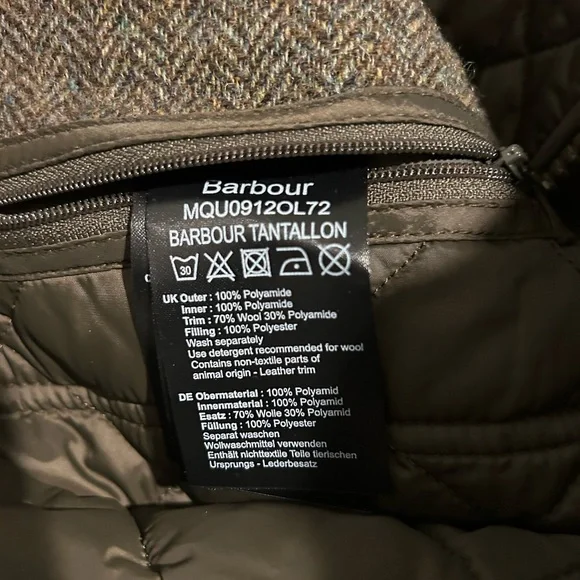 Barbour
MQU0912OL72
BARBOUR TANTALLON
30
UK Outer : 100% Polyamide
Inner : 100% Polyamide
Trim : 70% Wool 30% Polyamide
Filling : 100% Polyester
Wash separately
Use detergent recommended for wool
Contains non-textile parts of
animal origin - Leather trim
DE Obermaterial : 100% Polyamid
Innenmaterial : 100% Polyamid
Esatz : 70% Wolle 30% Polyamid
Füllung : 100% Polyester
Separat waschen
Wollwaschmittel verwenden
Enthält nichttextile Teile tierischen
Ursprungs - Lederbesatz